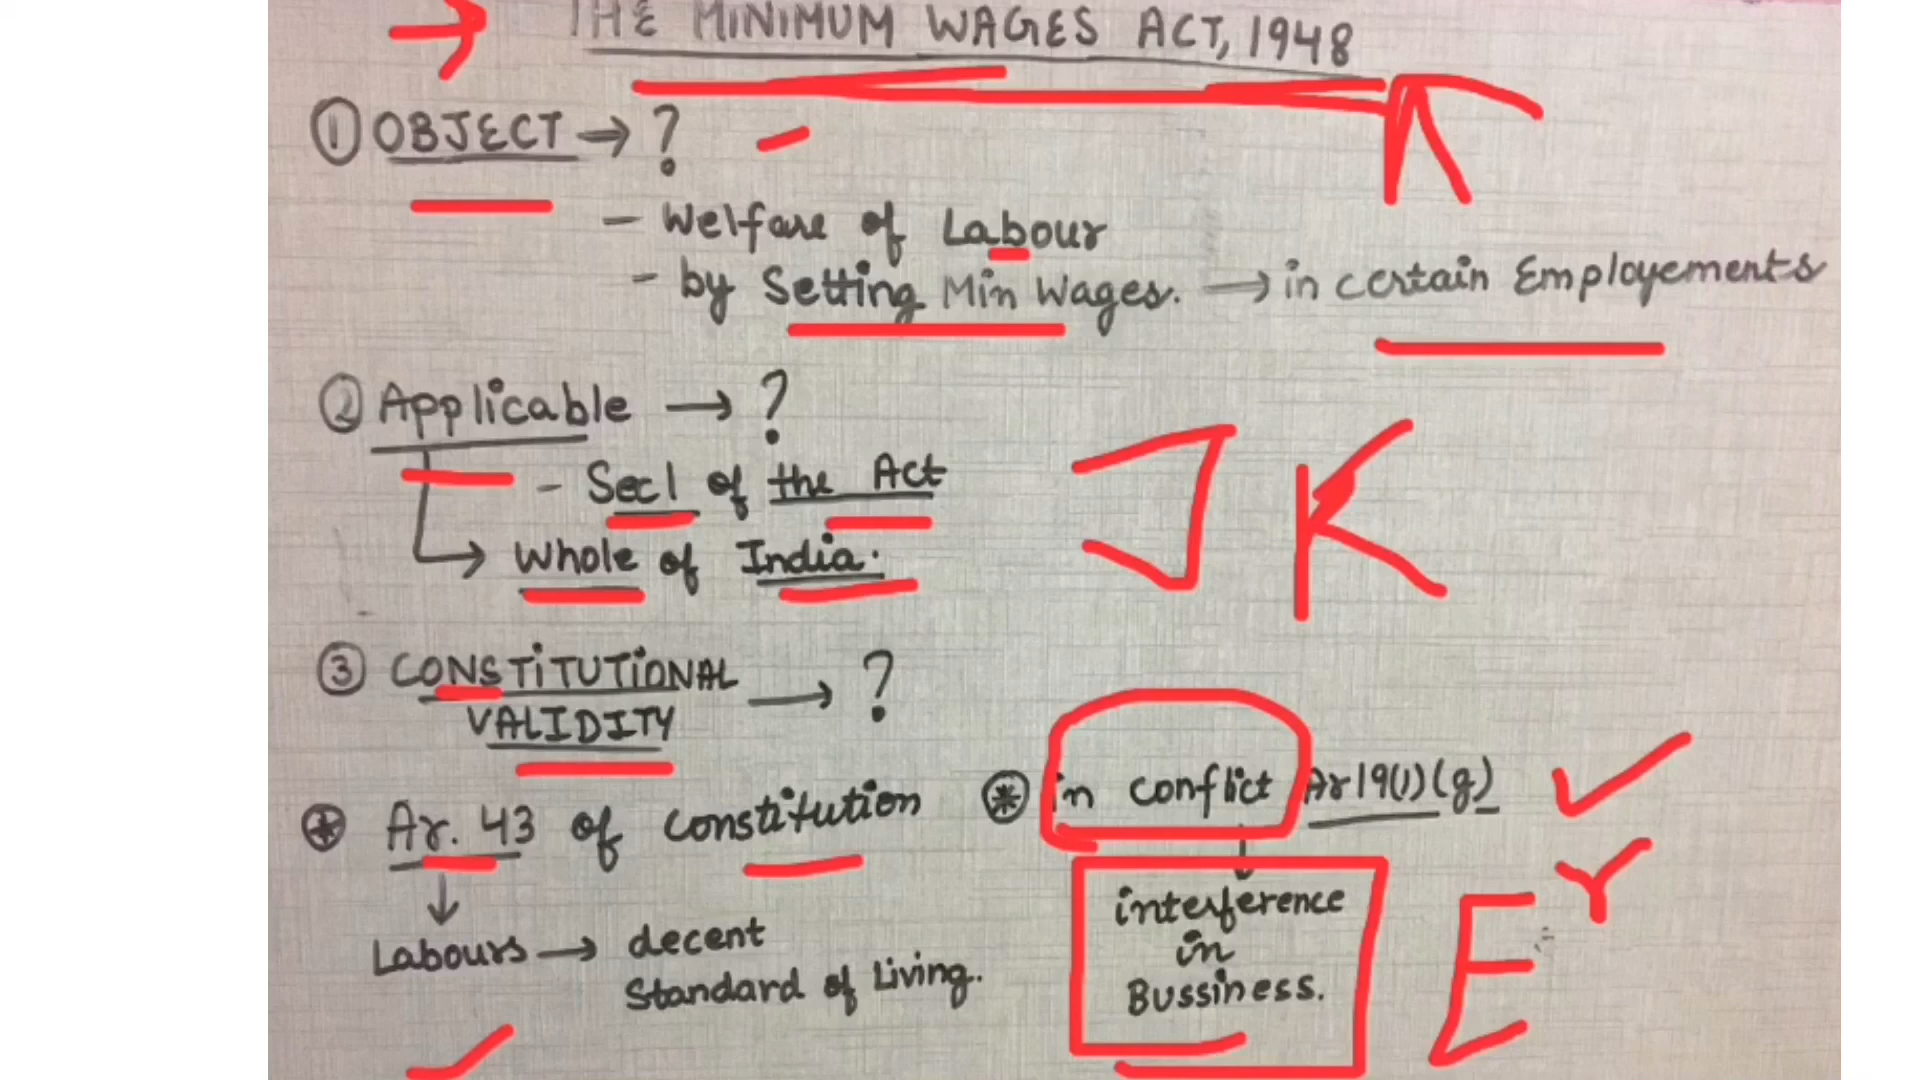 THE MINIMUM WAGES ACT, 1948
① OBJECT → ?
- Welfare of Labour
- by Setting Min Wages. → in certain Employements
② Applicable → ?
- Sec 1 of the Act
→ Whole of India.
J K
③ CONSTITUTIONAL VALIDITY → ?
Ar. 43 of constitution
Labours → decent
Standard of Living.
in conflict Ar 19(1)(g)
interference
in
Bussiness.
E